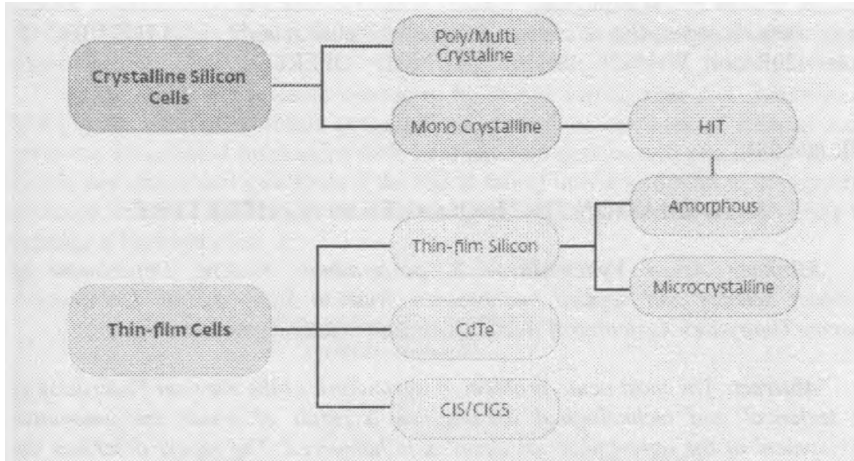 Poly/Multi
Crystaline
Crystalline Silicon
Cells
Mono Crystalline
HIT
Amorphous
Thin-film Silicon
Microcrystalline
Thin-film Cells
CdTe
CIS/CIGS